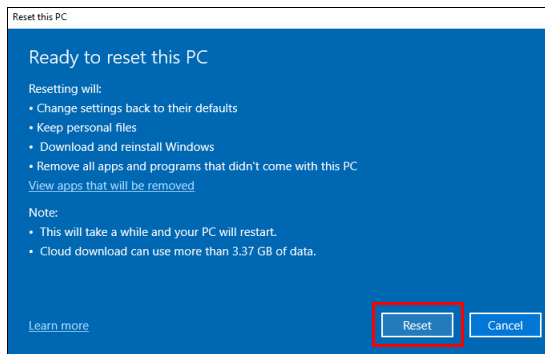 Reset this PC
Ready to reset this PC
Resetting will:
• Change settings back to their defaults
• Keep personal files
• Download and reinstall Windows
• Remove all apps and programs that didn't come with this PC
View apps that will be removed
Note:
• This will take a while and your PC will restart.
• Cloud download can use more than 3.37 GB of data.
Learn more
Reset
Cancel